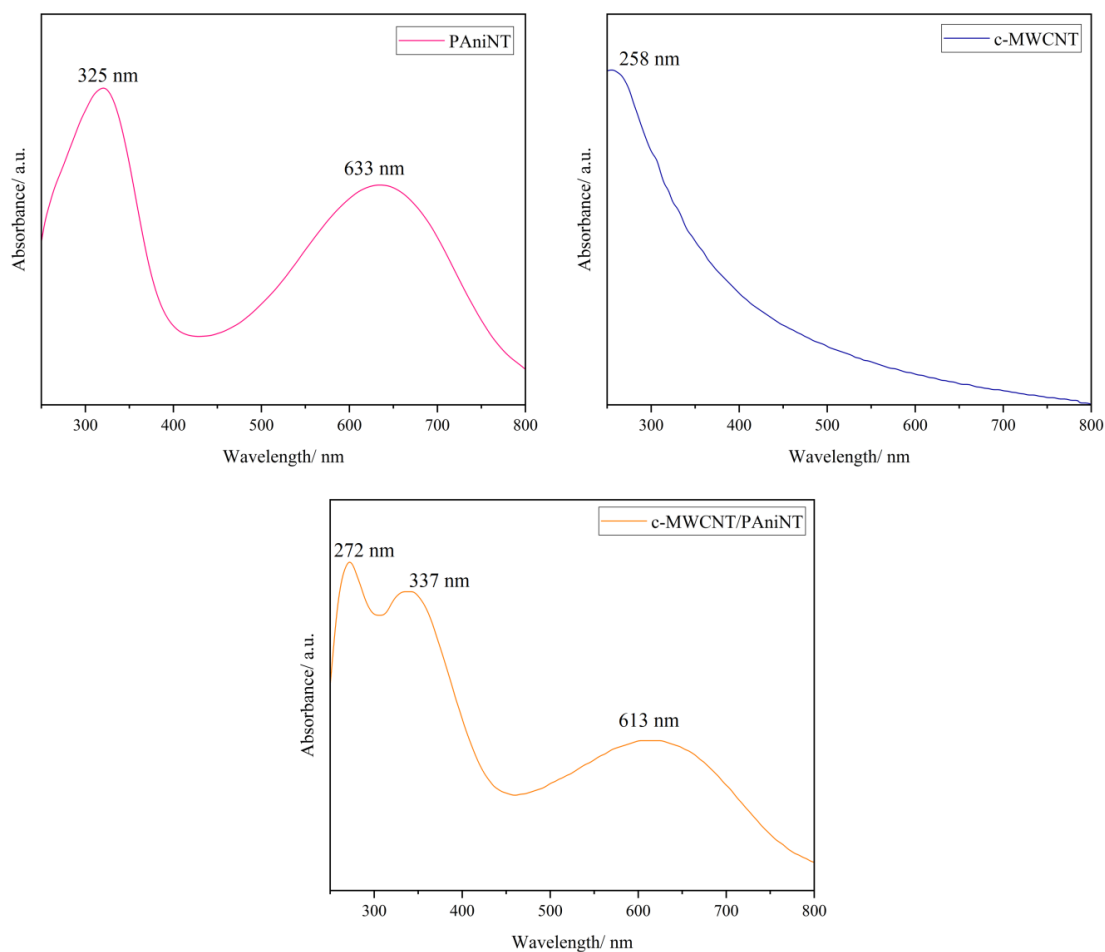 PAniNT
325 nm
633 nm
Absorbance/ a.u.
300 400 500 600 700 800
Wavelength/ nm
c-MWCNT
258 nm
Absorbance/ a.u.
300 400 500 600 700 800
Wavelength/ nm
c-MWCNT/PAniNT
272 nm
337 nm
613 nm
Absorbance/ a.u.
300 400 500 600 700 800
Wavelength/ nm